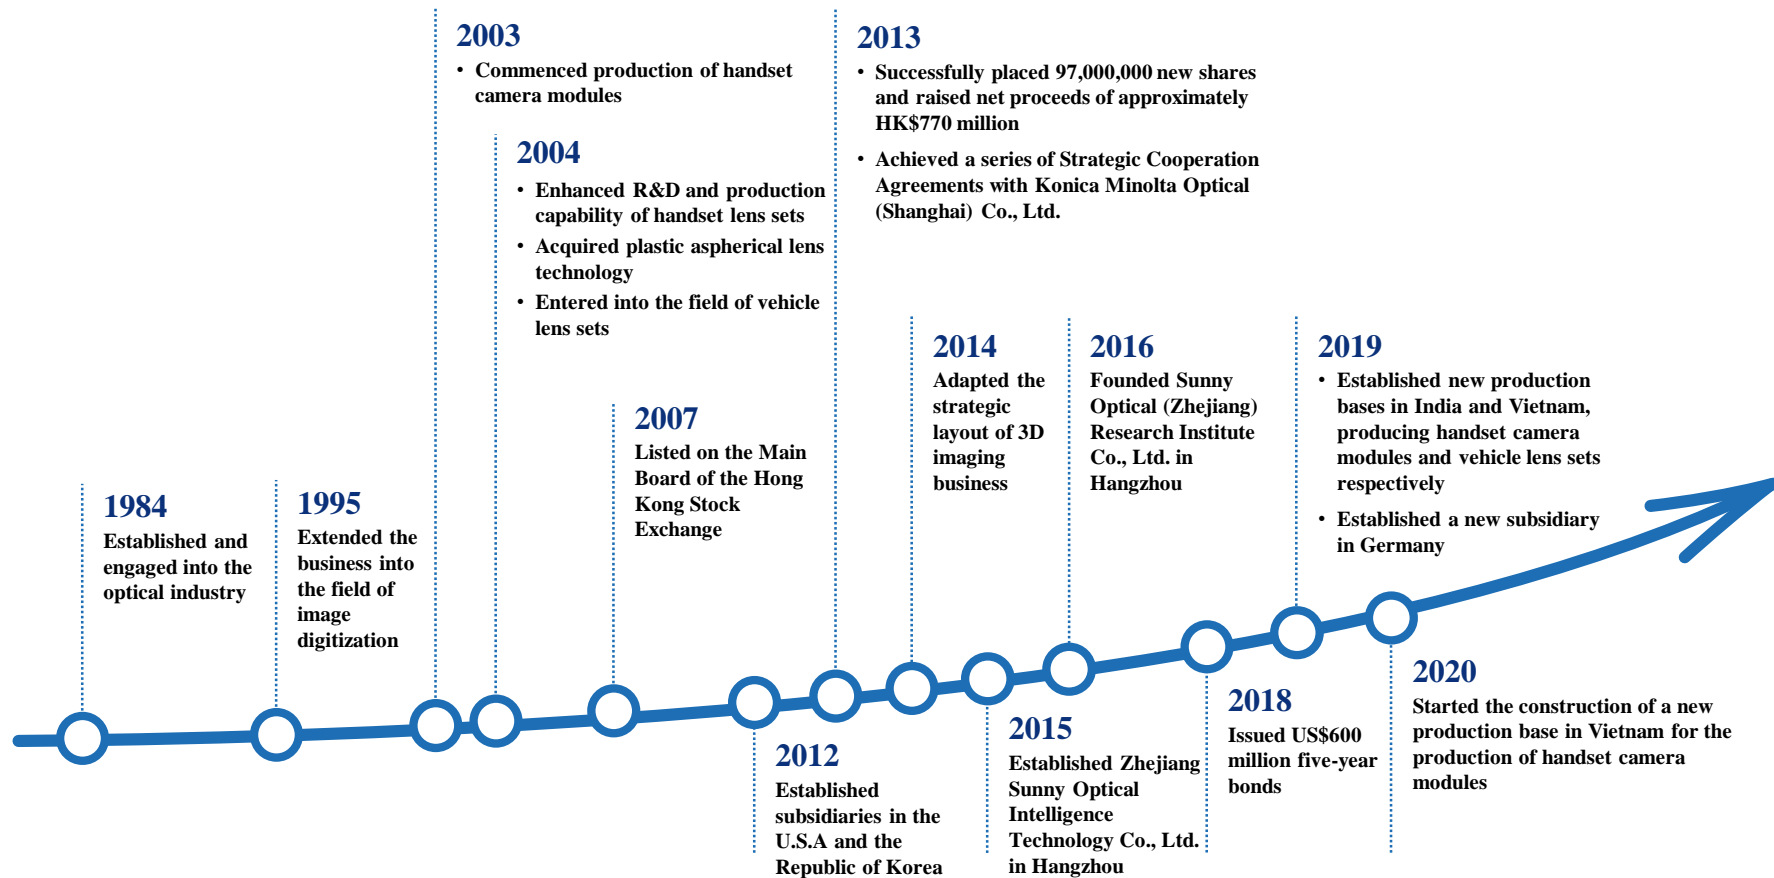 2003
• Commenced production of handset
camera modules
2004
• Enhanced R&D and production
capability of handset lens sets
• Acquired plastic aspherical lens
technology
• Entered into the field of vehicle
lens sets
2013
• Successfully placed 97,000,000 new shares
and raised net proceeds of approximately
HK$770 million
• Achieved a series of Strategic Cooperation
Agreements with Konica Minolta Optical
(Shanghai) Co., Ltd.
1984
Established and
engaged into the
optical industry
1995
Extended the
business into
the field of
image
digitization
2007
Listed on the Main
Board of the Hong
Kong Stock
Exchange
2014
Adapted the
strategic
layout of 3D
imaging
business
2016
Founded Sunny
Optical (Zhejiang)
Research Institute
Co., Ltd. in
Hangzhou
2019
• Established new production
bases in India and Vietnam,
producing handset camera
modules and vehicle lens sets
respectively
• Established a new subsidiary
in Germany
2012
Established
subsidiaries in the
U.S.A and the
Republic of Korea
2015
Established Zhejiang
Sunny Optical
Intelligence
Technology Co., Ltd.
in Hangzhou
2018
Issued US$600
million five-year
bonds
2020
Started the construction of a new
production base in Vietnam for the
production of handset camera
modules